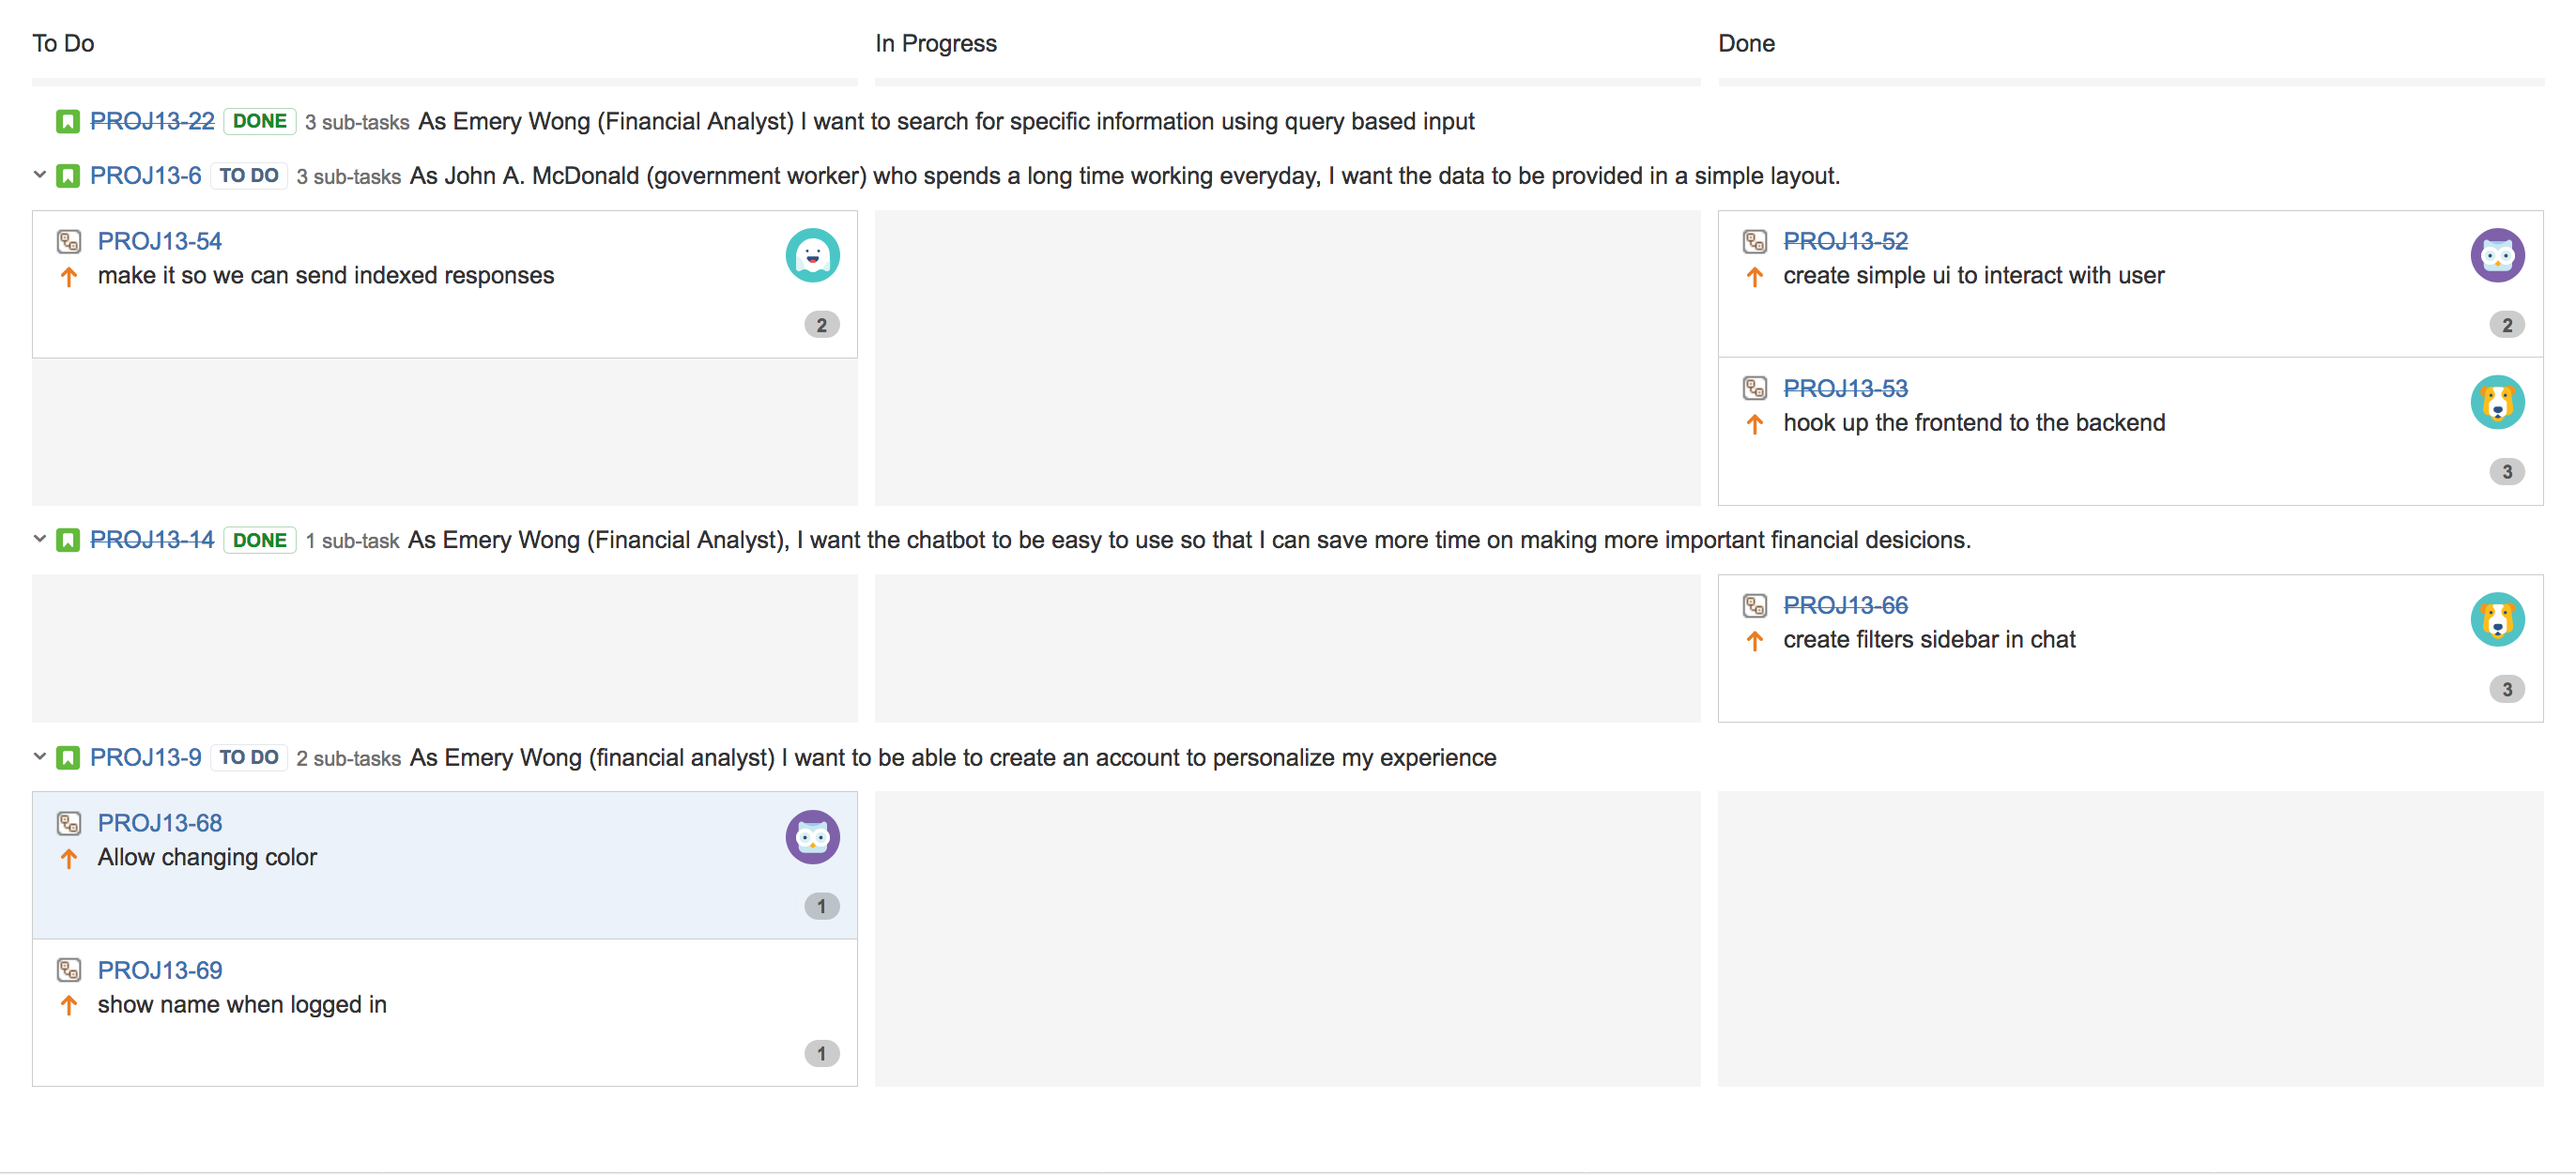 To Do In Progress Done
PROJ13-22 DONE 3 sub-tasks As Emery Wong (Financial Analyst) I want to search for specific information using query based input
PROJ13-6 TO DO 3 sub-tasks As John A. McDonald (government worker) who spends a long time working everyday, I want the data to be provided in a simple layout.
PROJ13-54
make it so we can send indexed responses
2
PROJ13-52
create simple ui to interact with user
2
PROJ13-53
hook up the frontend to the backend
3
PROJ13-14 DONE 1 sub-task As Emery Wong (Financial Analyst), I want the chatbot to be easy to use so that I can save more time on making more important financial desicions.
PROJ13-66
create filters sidebar in chat
3
PROJ13-9 TO DO 2 sub-tasks As Emery Wong (financial analyst) I want to be able to create an account to personalize my experience
PROJ13-68
Allow changing color
1
PROJ13-69
show name when logged in
1